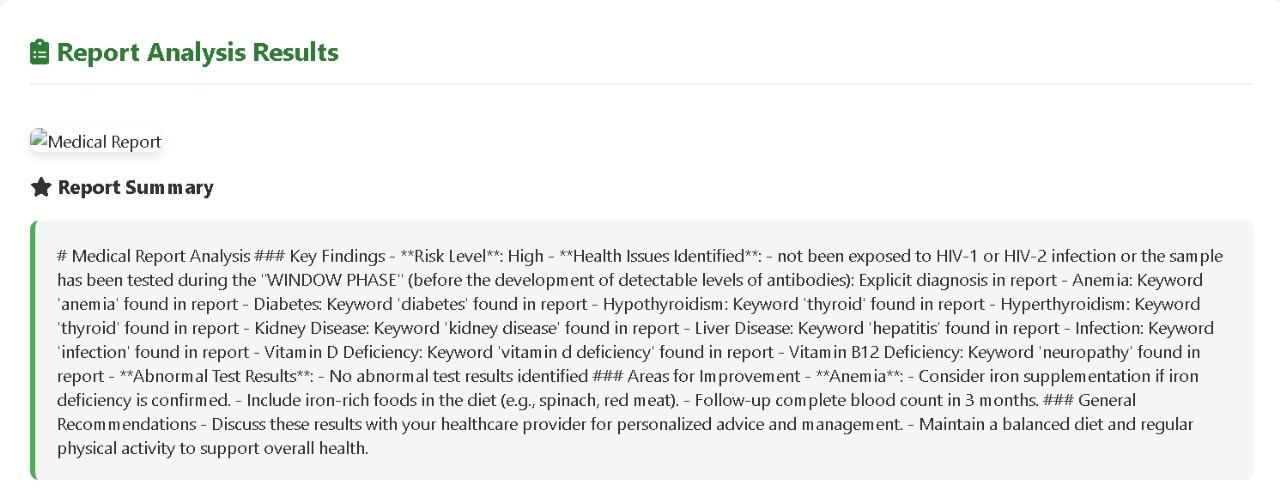 Report Analysis Results
Medical Report
Report Summary
# Medical Report Analysis ### Key Findings - **Risk Level**: High - **Health Issues Identified**: - not been exposed to HIV-1 or HIV-2 infection or the sample
has been tested during the "WINDOW PHASE" (before the development of detectable levels of antibodies): Explicit diagnosis in report - Anemia: Keyword
'anemia' found in report - Diabetes: Keyword 'diabetes' found in report - Hypothyroidism: Keyword 'thyroid' found in report - Hyperthyroidism: Keyword
'thyroid' found in report - Kidney Disease: Keyword 'kidney disease' found in report - Liver Disease: Keyword 'hepatitis' found in report - Infection: Keyword
'infection' found in report - Vitamin D Deficiency: Keyword 'vitamin d deficiency' found in report - Vitamin B12 Deficiency: Keyword 'neuropathy' found in
report - **Abnormal Test Results**: - No abnormal test results identified ### Areas for Improvement - **Anemia**: - Consider iron supplementation if iron
deficiency is confirmed. - Include iron-rich foods in the diet (e.g., spinach, red meat). - Follow-up complete blood count in 3 months. ### General
Recommendations - Discuss these results with your healthcare provider for personalized advice and management. - Maintain a balanced diet and regular
physical activity to support overall health.